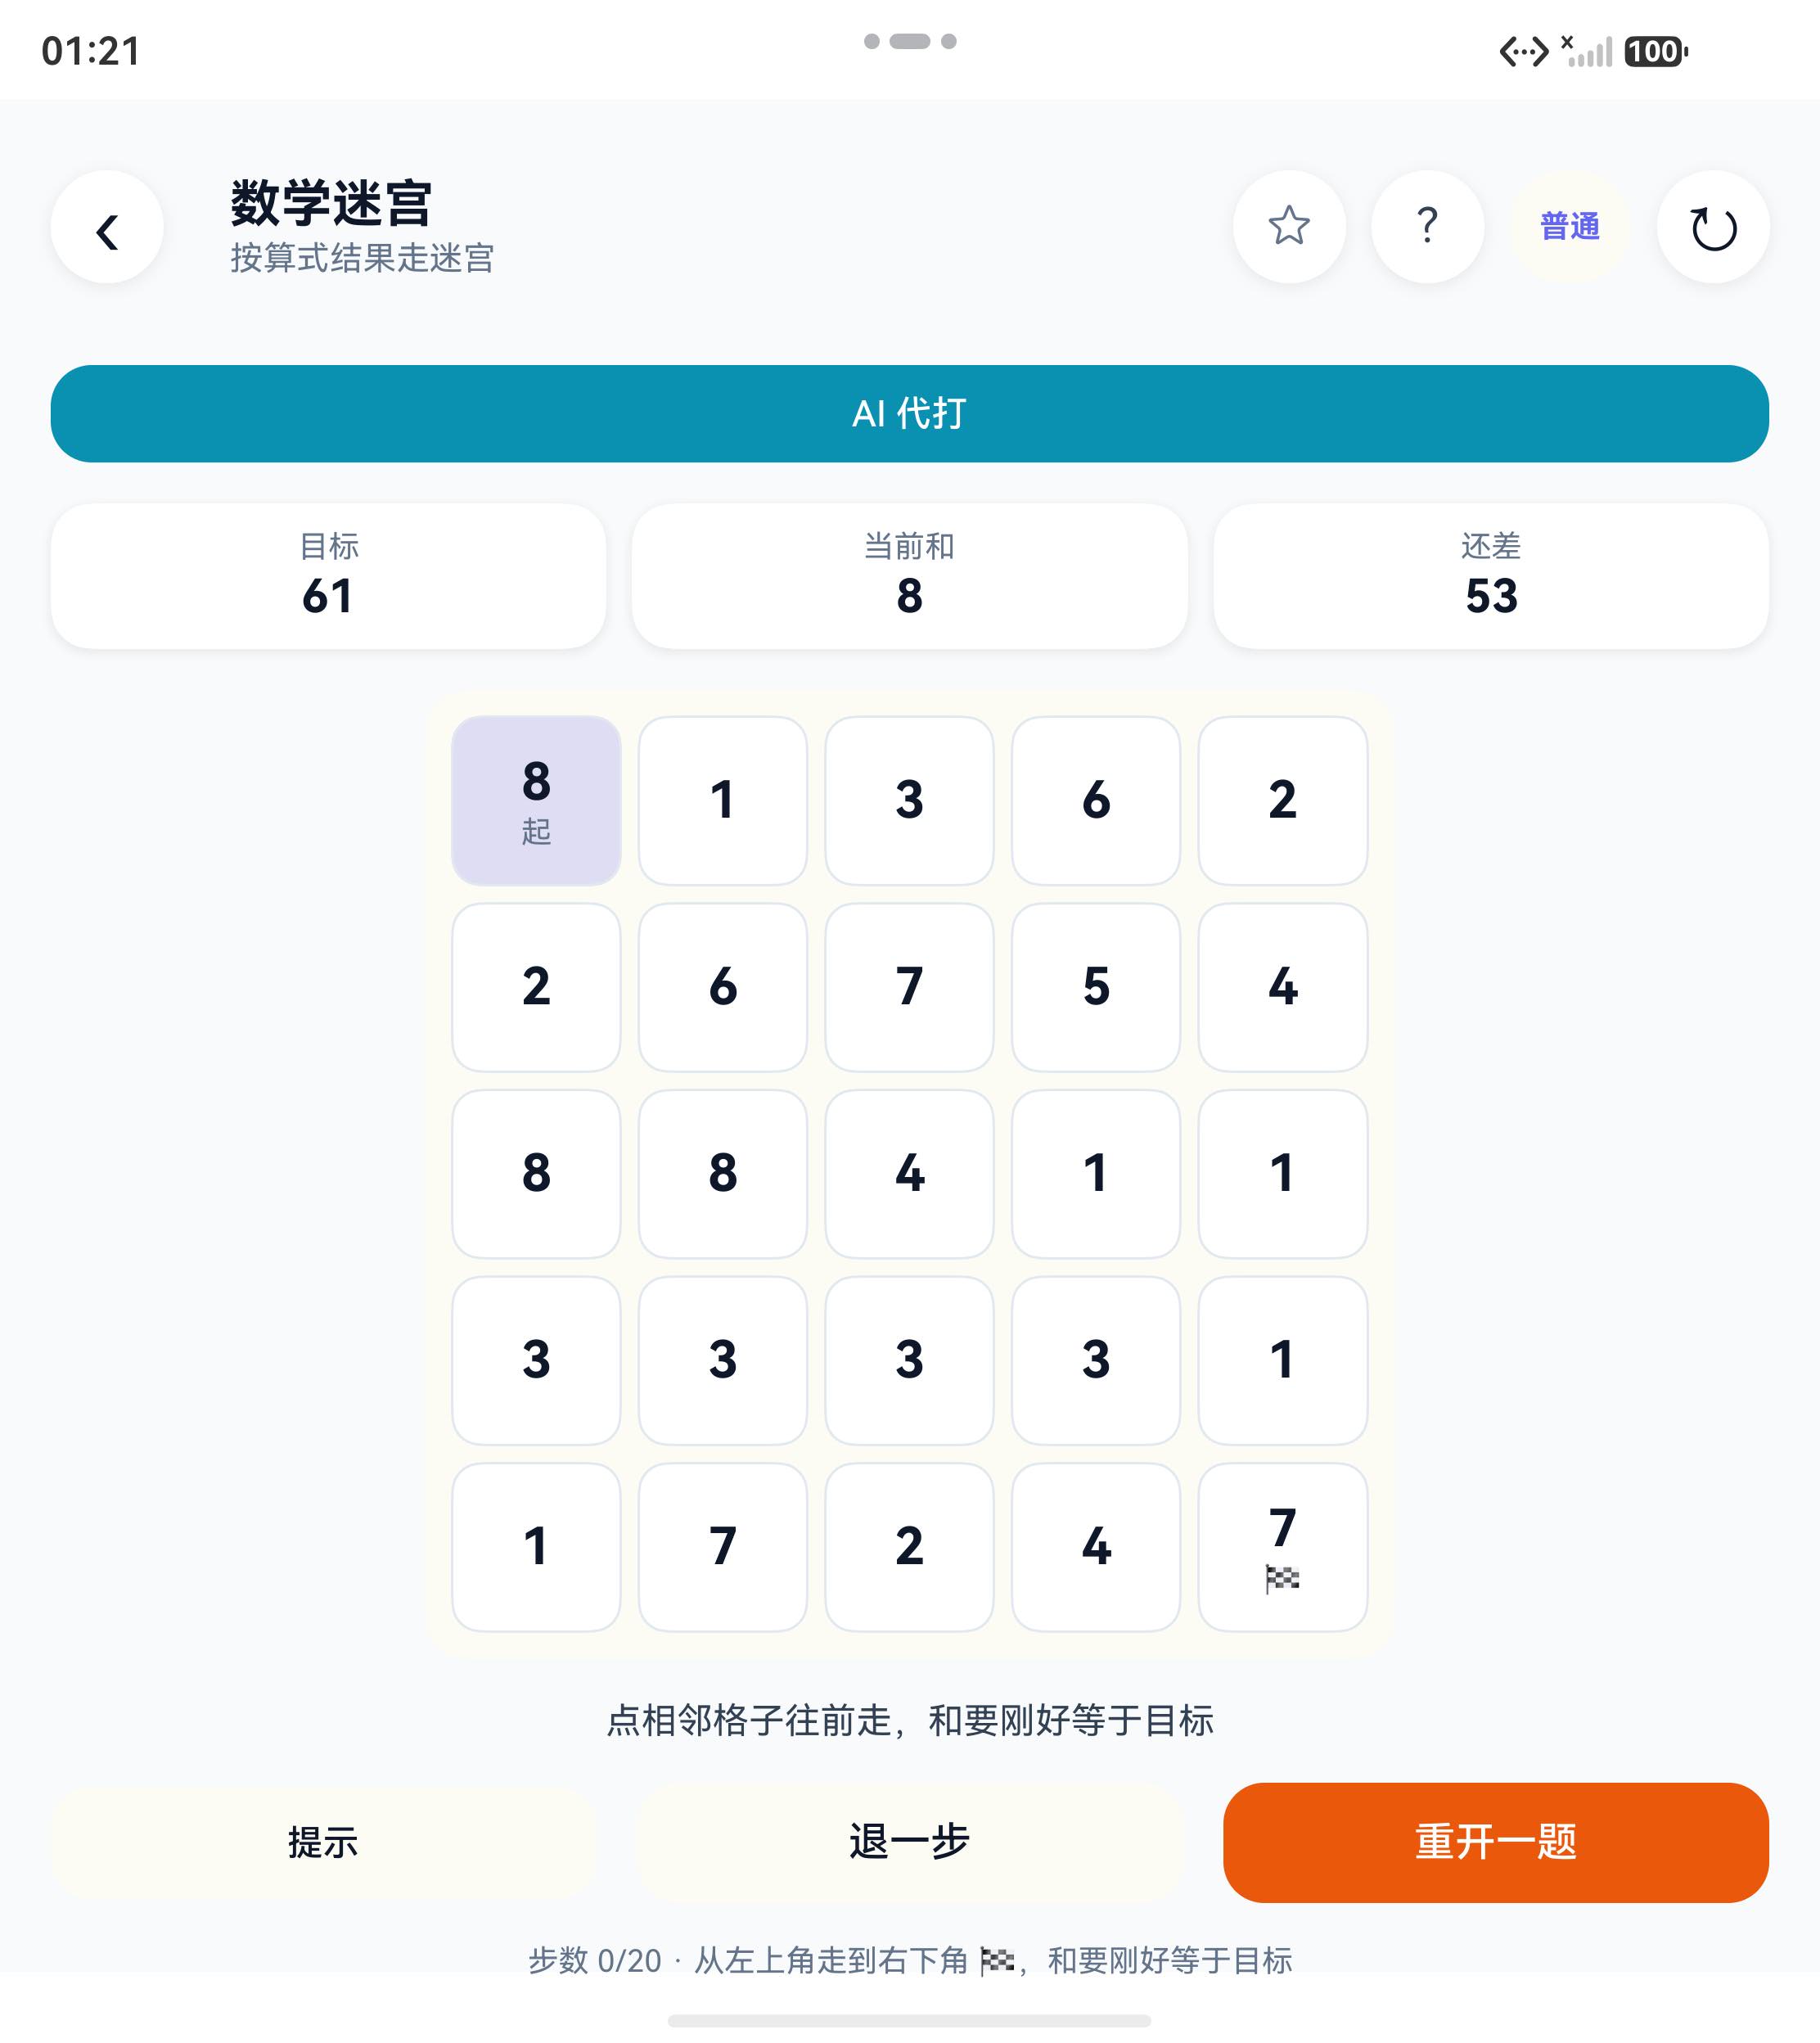 01:21
100
数学迷宫
按算式结果走迷宫
?
普通
AI 代打
目标
61
当前和
8
还差
53
8 1 3 6 2
起
2 6 7 5 4
8 8 4 1 1
3 3 3 3 1
1 7 2 4 7
点相邻格子往前走，和要刚好等于目标
提示
退一步
重开一题
步数 0/20 · 从左上角走到右下角 🏁，和要刚好等于目标